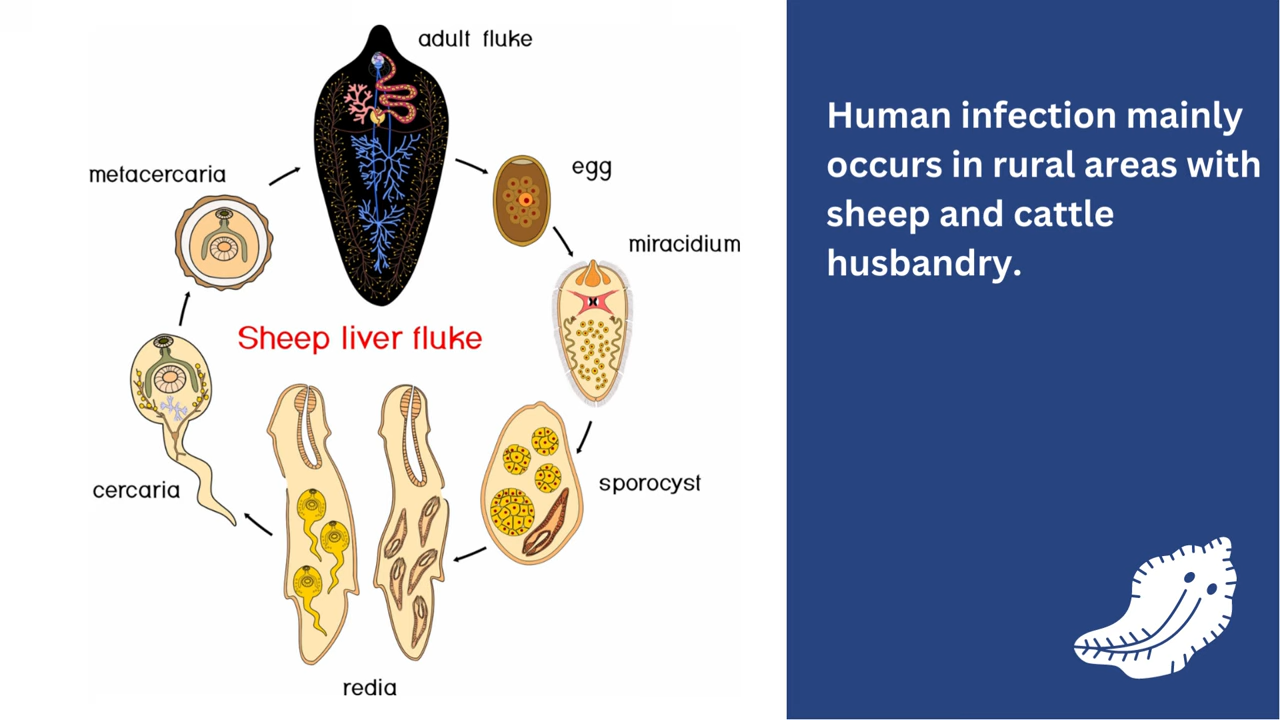 adult fluke
metacercaria
egg
miracidium
Sheep liver fluke
cercaria
sporocyst
redia
Human infection mainly
occurs in rural areas with
sheep and cattle
husbandry.